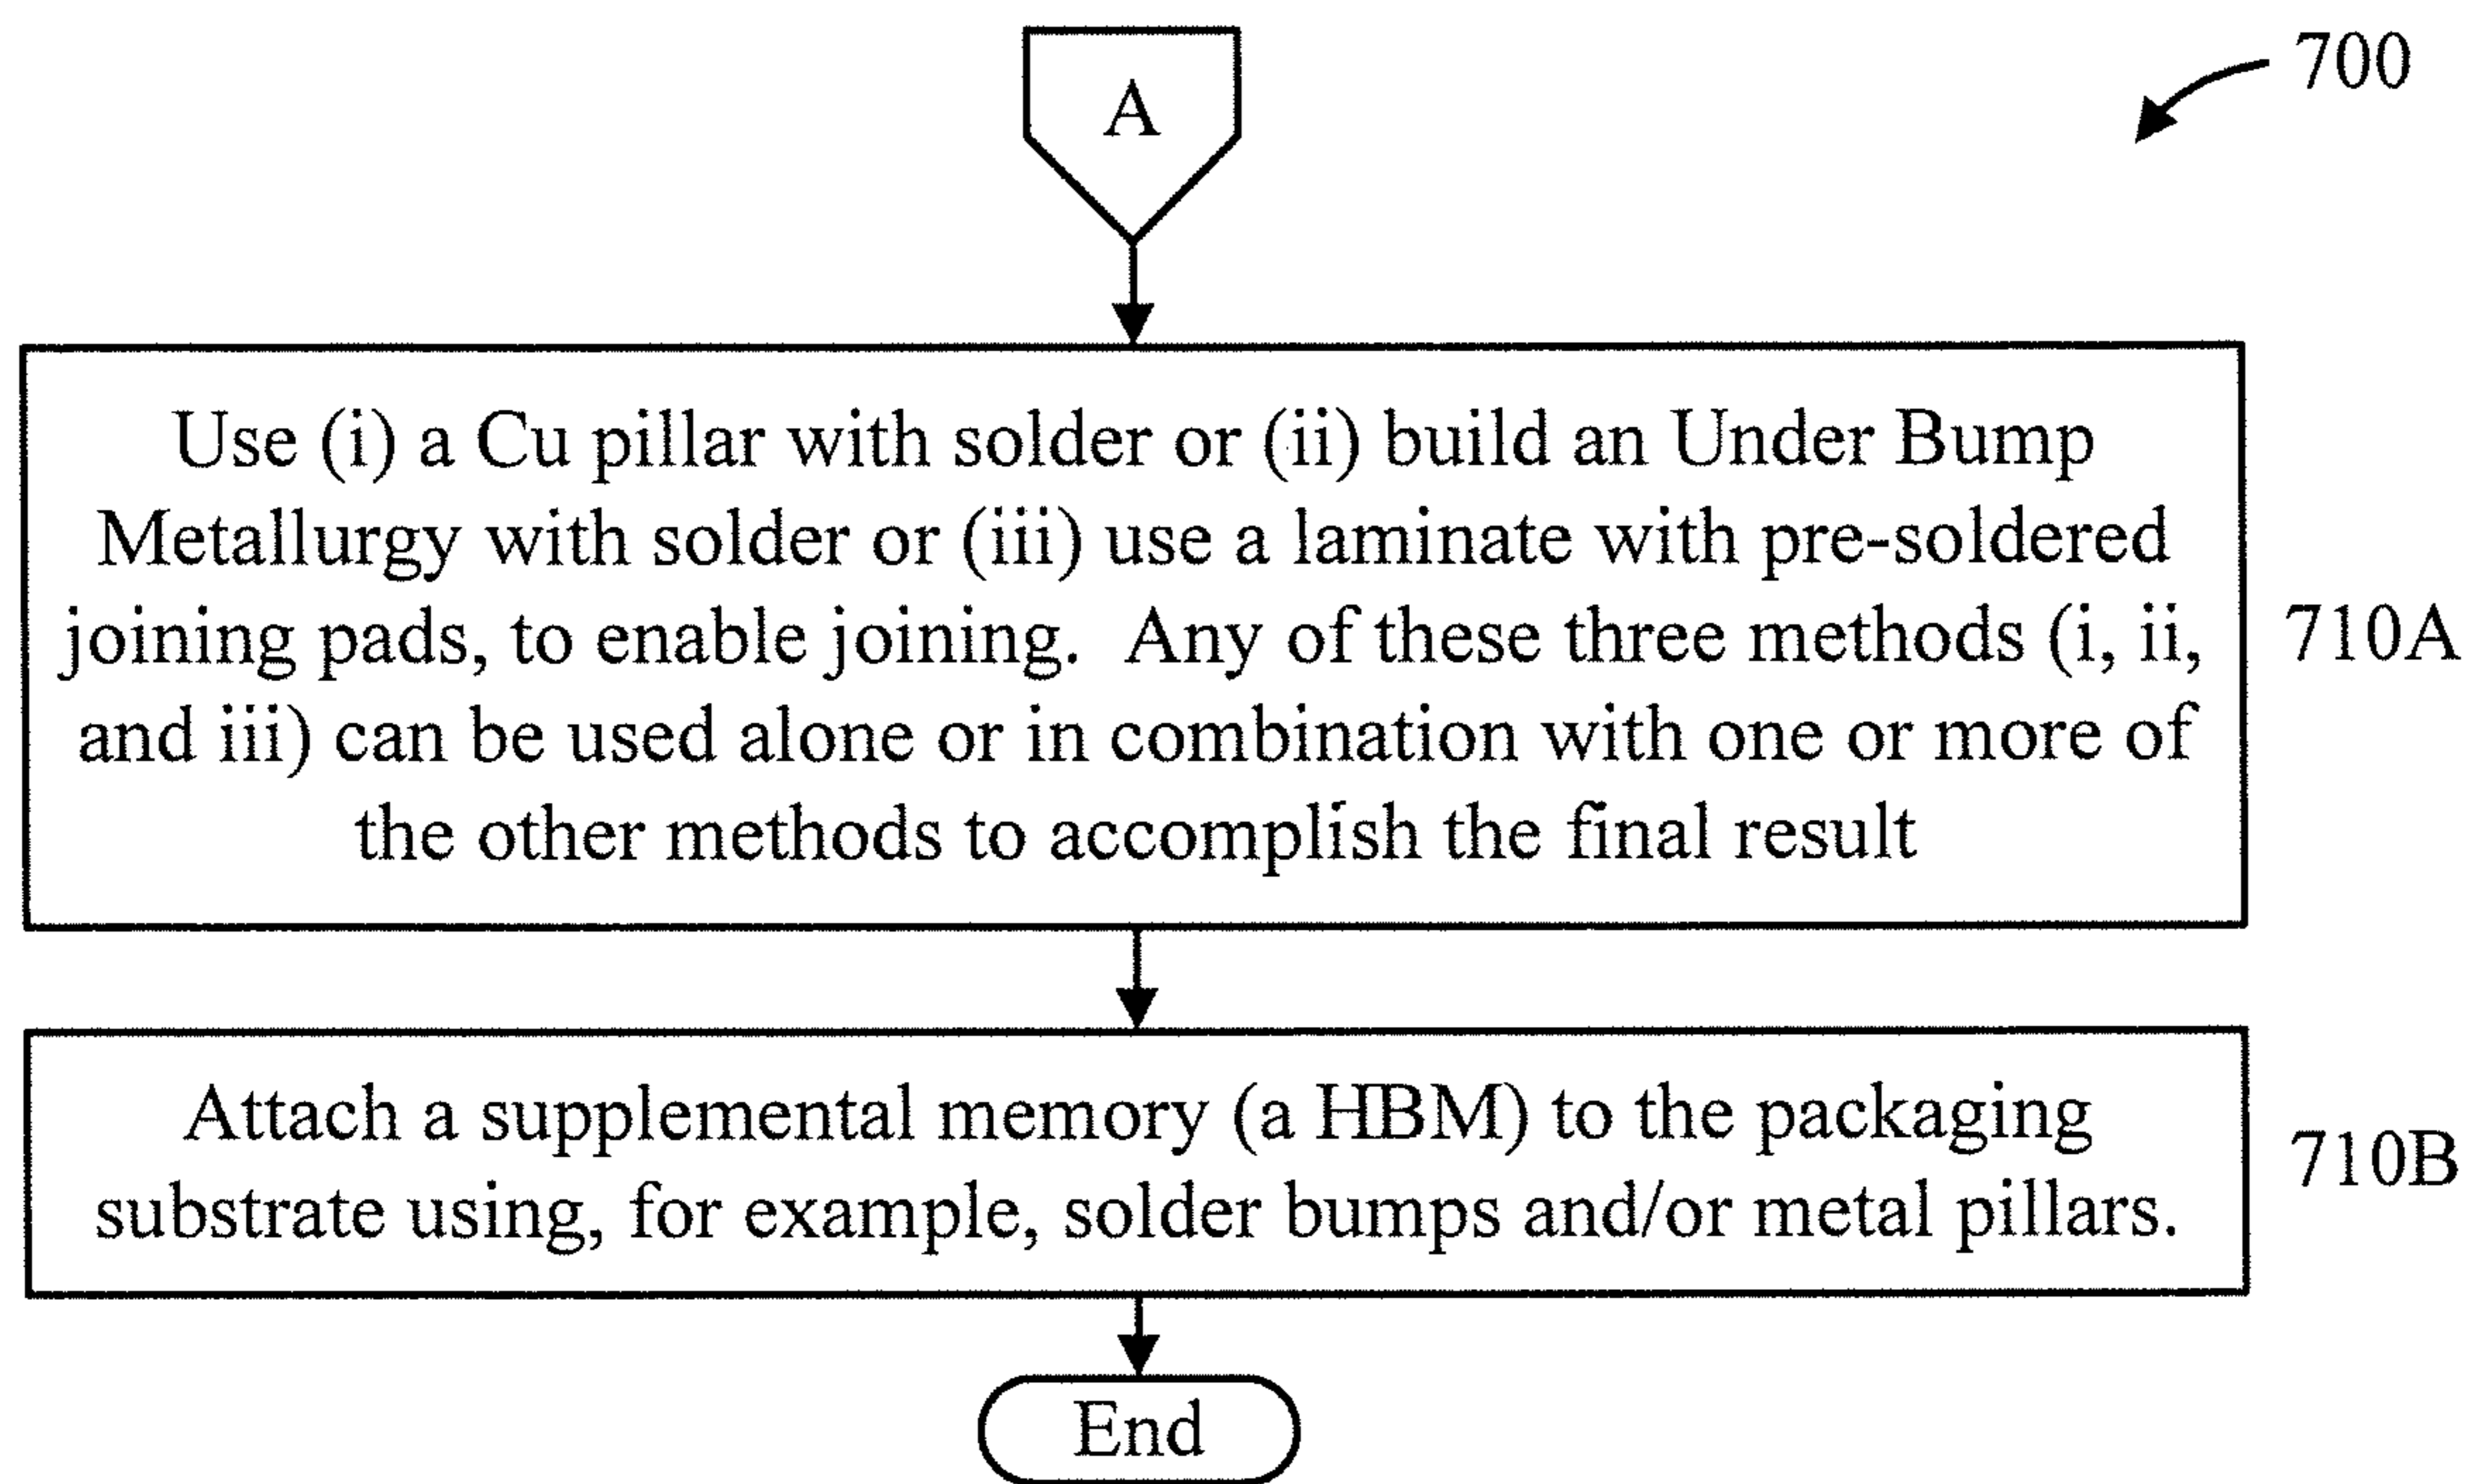 700
A
Use (i) a Cu pillar with solder or (ii) build an Under Bump
Metallurgy with solder or (iii) use a laminate with pre-soldered
joining pads, to enable joining. Any of these three methods (i, ii,
and iii) can be used alone or in combination with one or more of
the other methods to accomplish the final result
710A
Attach a supplemental memory (a HBM) to the packaging
substrate using, for example, solder bumps and/or metal pillars.
710B
End